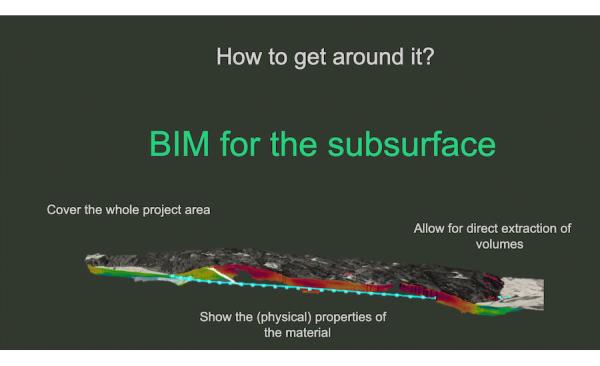 How to get around it?
BIM for the subsurface
Cover the whole project area
Allow for direct extraction of
volumes
Show the (physical) properties of
the material